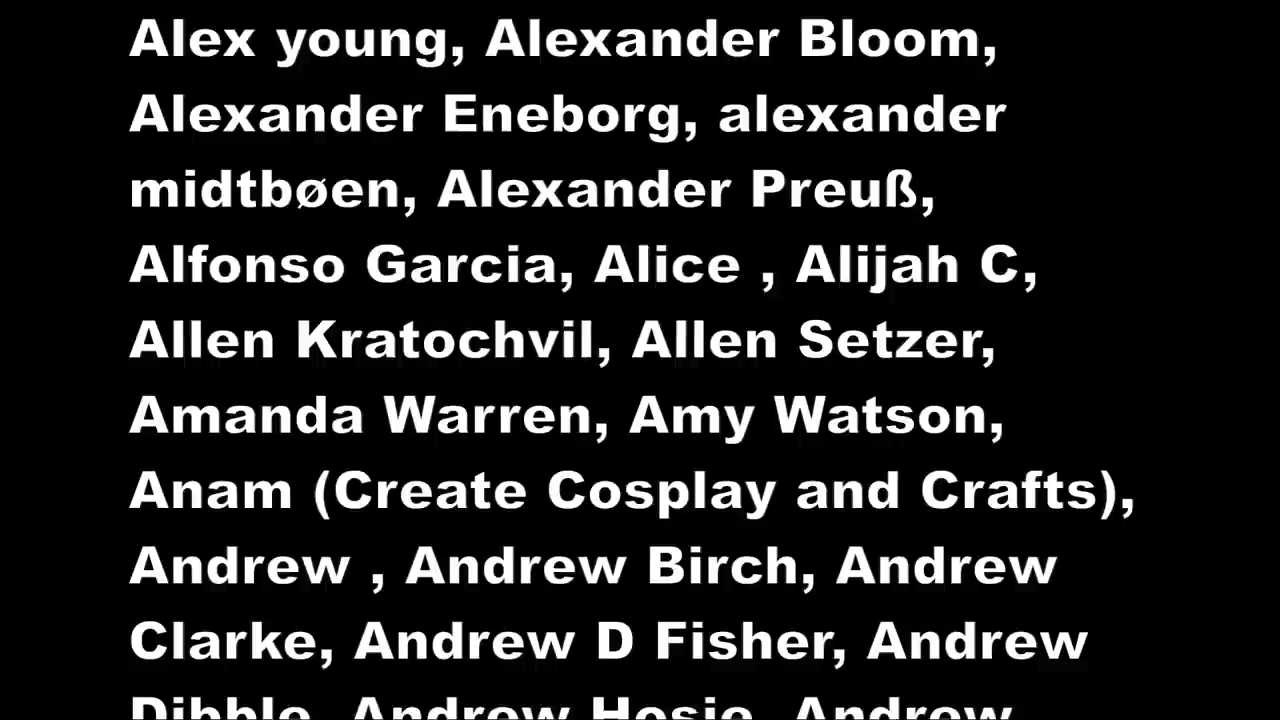 Alex young, Alexander Bloom,
Alexander Eneborg, alexander
midtbøen, Alexander Preuß,
Alfonso Garcia, Alice , Alijah C,
Allen Kratochvil, Allen Setzer,
Amanda Warren, Amy Watson,
Anam (Create Cosplay and Crafts),
Andrew , Andrew Birch, Andrew
Clarke, Andrew D Fisher, Andrew
Dibble, Andrew Hosie, Andrew